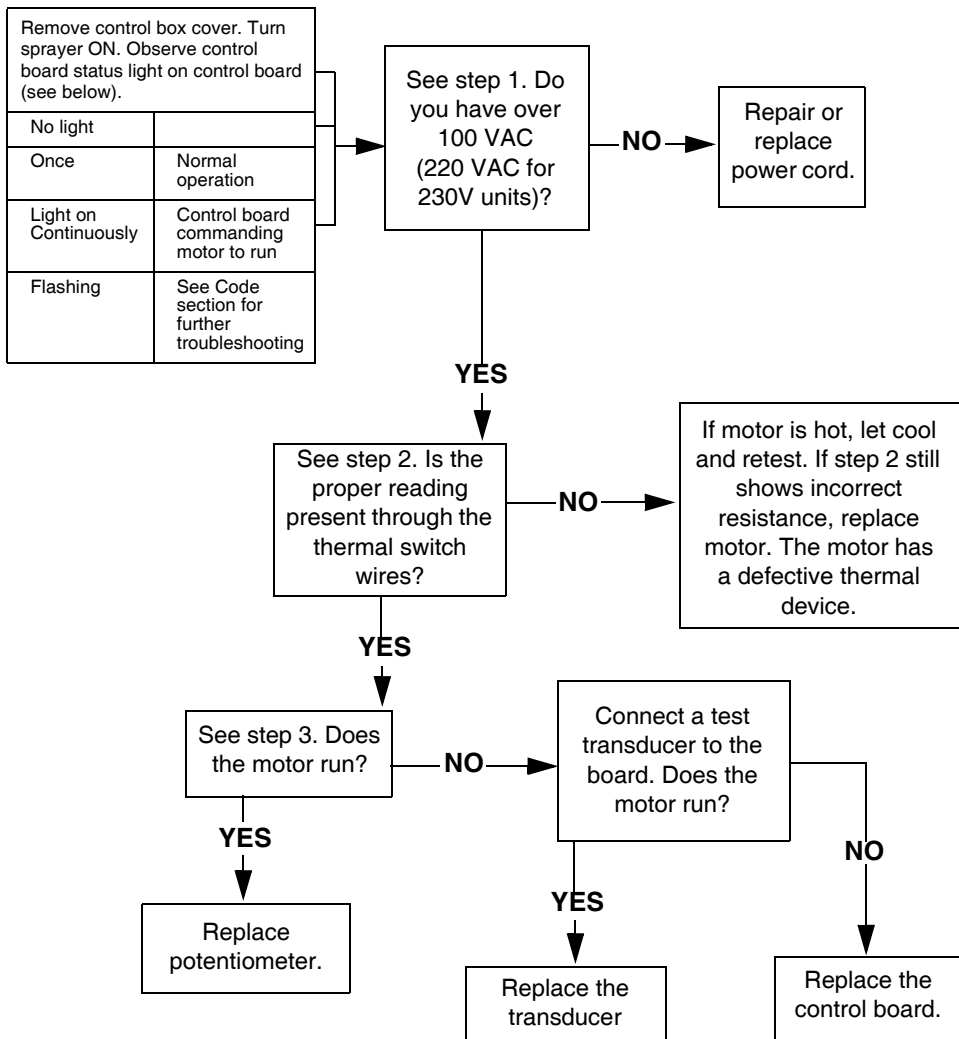 Remove control box cover. Turn
sprayer ON. Observe control
board status light on control board
(see below).
No light
Once
Normal
operation
Light on
Continuously
Control board
commanding
motor to run
Flashing
See Code
section for
further
troubleshooting
See step 1. Do
you have over
100 VAC
(220 VAC for
230V units)?
NO
Repair or
replace
power cord.
YES
See step 2. Is the
proper reading
present through the
thermal switch
wires?
NO
If motor is hot, let cool
and retest. If step 2 still
shows incorrect
resistance, replace
motor. The motor has
a defective thermal
device.
YES
See step 3. Does
the motor run?
NO
Connect a test
transducer to the
board. Does the
motor run?
YES
Replace
potentiometer.
YES
Replace the
transducer
NO
Replace the
control board.